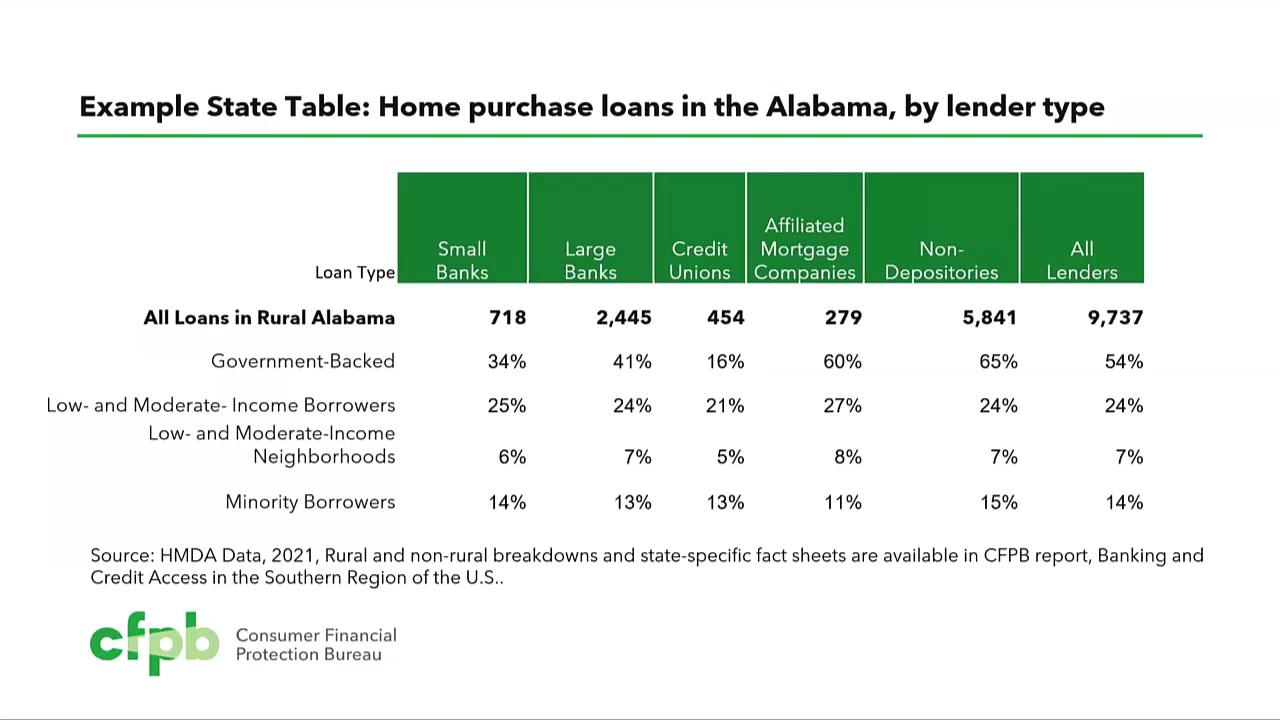 Example State Table: Home purchase loans in the Alabama, by lender type
Loan Type Small Banks Large Banks Credit Unions Affiliated Mortgage Companies Non-Depositories All Lenders
All Loans in Rural Alabama 718 2,445 454 279 5,841 9,737
Government-Backed 34% 41% 16% 60% 65% 54%
Low- and Moderate- Income Borrowers 25% 24% 21% 27% 24% 24%
Low- and Moderate-Income
Neighborhoods 6% 7% 5% 8% 7% 7%
Minority Borrowers 14% 13% 13% 11% 15% 14%
Source: HMDA Data, 2021, Rural and non-rural breakdowns and state-specific fact sheets are available in CFPB report, Banking and
Credit Access in the Southern Region of the U.S..
cfpb Consumer Financial
Protection Bureau